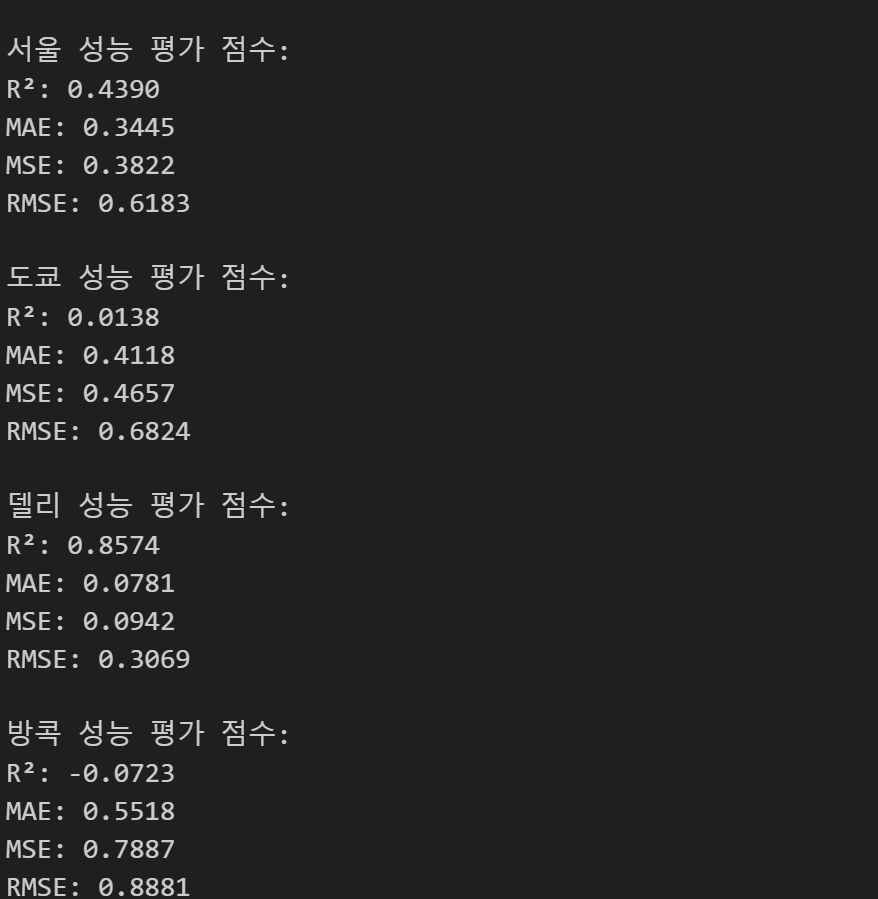 서울 성능 평가 점수:
R²: 0.4390
MAE: 0.3445
MSE: 0.3822
RMSE: 0.6183
도쿄 성능 평가 점수:
R²: 0.0138
MAE: 0.4118
MSE: 0.4657
RMSE: 0.6824
델리 성능 평가 점수:
R²: 0.8574
MAE: 0.0781
MSE: 0.0942
RMSE: 0.3069
방콕 성능 평가 점수:
R²: -0.0723
MAE: 0.5518
MSE: 0.7887
RMSE: 0.8881